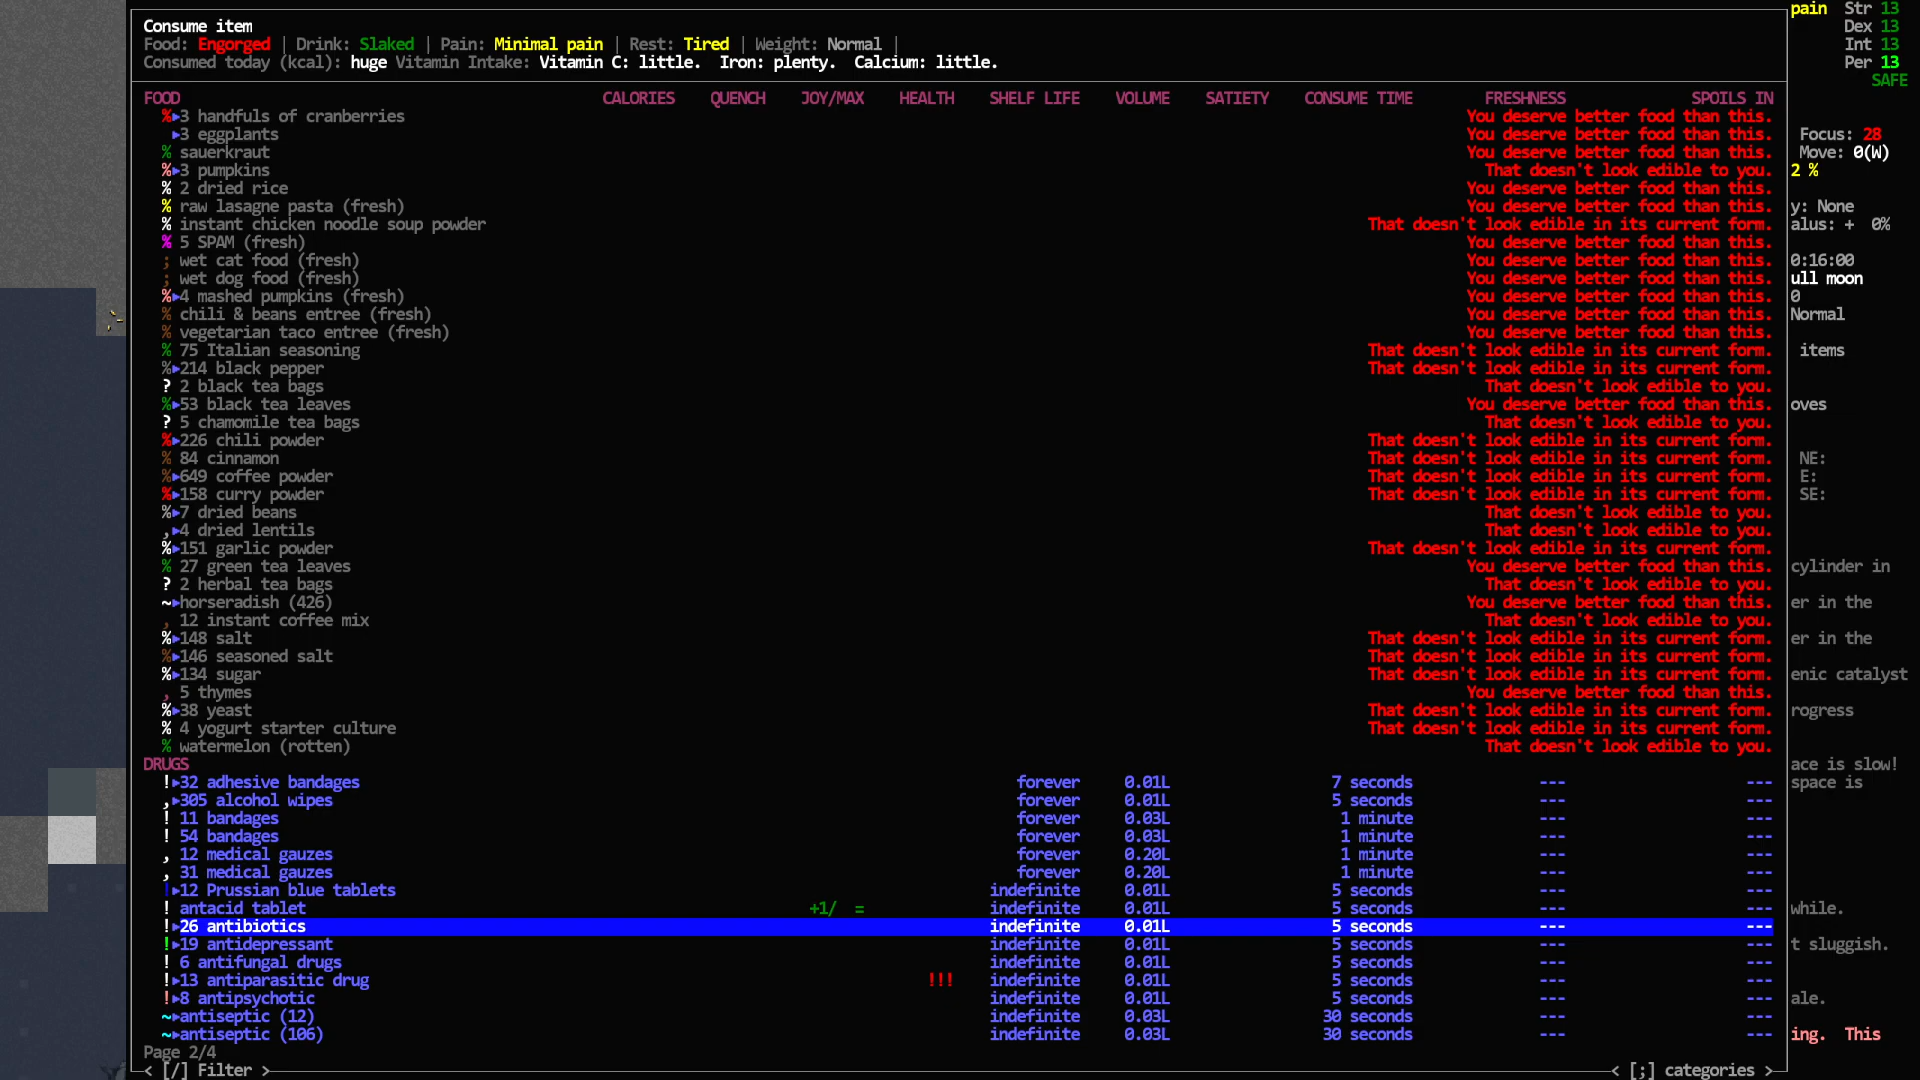 Consume item
Food: Engorged | Drink: Slaked | Pain: Minimal pain | Rest: Tired | Weight: Normal |
Consumed today (kcal): huge Vitamin Intake: Vitamin C: little.  Iron: plenty.  Calcium: little.
FOOD CALORIES QUENCH JOY/MAX HEALTH SHELF LIFE VOLUME SATIETY CONSUME TIME FRESHNESS SPOILS IN
%▸3 handfuls of cranberries You deserve better food than this.
▸3 eggplants You deserve better food than this.
% sauerkraut You deserve better food than this.
%▸3 pumpkins That doesn't look edible to you.
% 2 dried rice You deserve better food than this.
% raw lasagne pasta (fresh) You deserve better food than this.
% instant chicken noodle soup powder That doesn't look edible in its current form.
% 5 SPAM (fresh) You deserve better food than this.
; wet cat food (fresh) You deserve better food than this.
; wet dog food (fresh) You deserve better food than this.
%▸4 mashed pumpkins (fresh) You deserve better food than this.
% chili & beans entree (fresh) You deserve better food than this.
% vegetarian taco entree (fresh) You deserve better food than this.
% 75 Italian seasoning That doesn't look edible in its current form.
%▸214 black pepper That doesn't look edible in its current form.
? 2 black tea bags That doesn't look edible to you.
%▸53 black tea leaves You deserve better food than this.
? 5 chamomile tea bags That doesn't look edible to you.
%▸226 chili powder That doesn't look edible in its current form.
% 84 cinnamon That doesn't look edible in its current form.
%▸649 coffee powder That doesn't look edible in its current form.
%▸158 curry powder That doesn't look edible in its current form.
%▸7 dried beans That doesn't look edible to you.
,▸4 dried lentils That doesn't look edible to you.
%▸151 garlic powder That doesn't look edible in its current form.
% 27 green tea leaves You deserve better food than this.
? 2 herbal tea bags That doesn't look edible to you.
~▸horseradish (426) You deserve better food than this.
, 12 instant coffee mix That doesn't look edible to you.
%▸148 salt That doesn't look edible in its current form.
%▸146 seasoned salt That doesn't look edible in its current form.
%▸134 sugar That doesn't look edible in its current form.
, 5 thymes You deserve better food than this.
%▸38 yeast That doesn't look edible in its current form.
% 4 yogurt starter culture That doesn't look edible in its current form.
% watermelon (rotten) That doesn't look edible to you.
DRUGS
!▸32 adhesive bandages forever 0.01L 7 seconds --- ---
,▸305 alcohol wipes forever 0.01L 5 seconds --- ---
! 11 bandages forever 0.03L 1 minute --- ---
! 54 bandages forever 0.03L 1 minute --- ---
, 12 medical gauzes forever 0.20L 1 minute --- ---
, 31 medical gauzes forever 0.20L 1 minute --- ---
!▸12 Prussian blue tablets indefinite 0.01L 5 seconds --- ---
! antacid tablet +1/  = indefinite 0.01L 5 seconds --- ---
!▸26 antibiotics indefinite 0.01L 5 seconds --- ---
!▸19 antidepressant indefinite 0.01L 5 seconds --- ---
! 6 antifungal drugs indefinite 0.01L 5 seconds --- ---
!▸13 antiparasitic drug !!! indefinite 0.01L 5 seconds --- ---
!▸8 antipsychotic indefinite 0.01L 5 seconds --- ---
~▸antiseptic (12) indefinite 0.03L 30 seconds --- ---
~▸antiseptic (106) indefinite 0.03L 30 seconds --- ---
Page 2/4
< [/] Filter > < [;] categories >
pain Str 13
Dex 13
Int 13
Per 13
SAFE
Focus: 28
Move: 0(W)
2 %
y: None
alus: +  0%
0:16:00
ull moon
0
Normal
items
oves
NE:
E:
SE:
cylinder in
er in the
er in the
enic catalyst
rogress
ace is slow!
space is
while.
t sluggish.
ale.
ing.  This